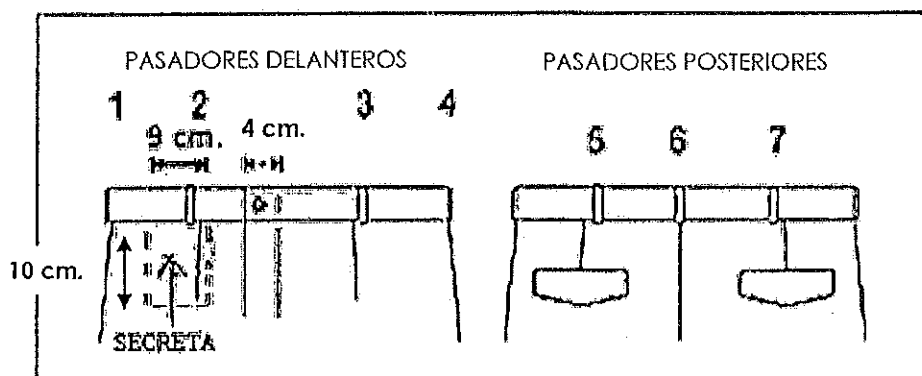 PASADORES DELANTEROS
PASADORES POSTERIORES
1 2 3 4
9 cm. 4 cm.
5 6 7
10 cm.
SECRETA